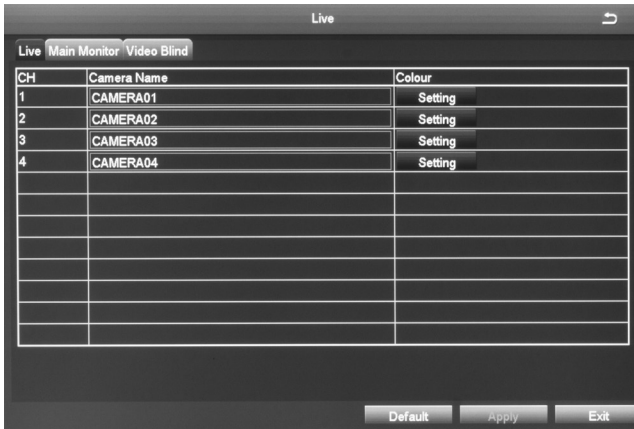 Live
Live Main Monitor Video Blind
CH Camera Name Colour
1 CAMERA01 Setting
2 CAMERA02 Setting
3 CAMERA03 Setting
4 CAMERA04 Setting
Default Apply Exit